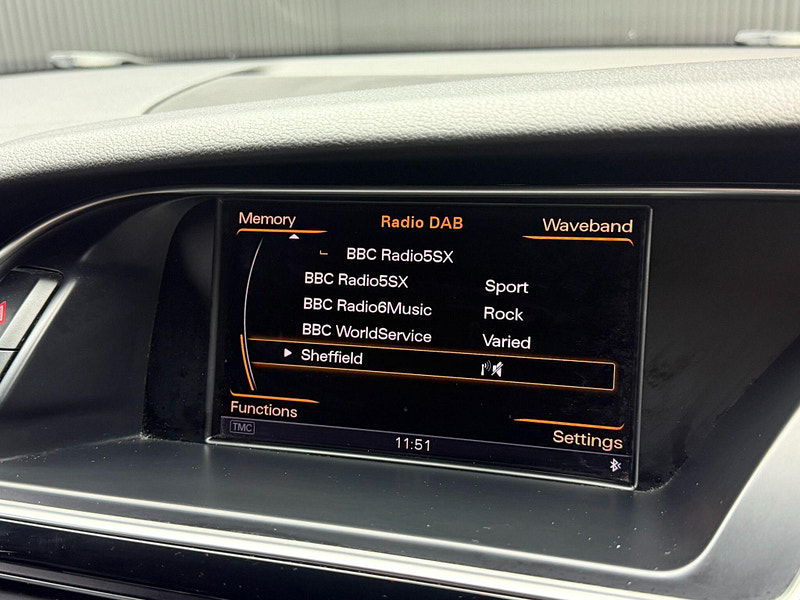 Memory Radio DAB Waveband
BBC Radio5SX
BBC Radio5SX Sport
BBC Radio6Music Rock
BBC WorldService Varied
Sheffield
Functions
Settings
TMC
11:51